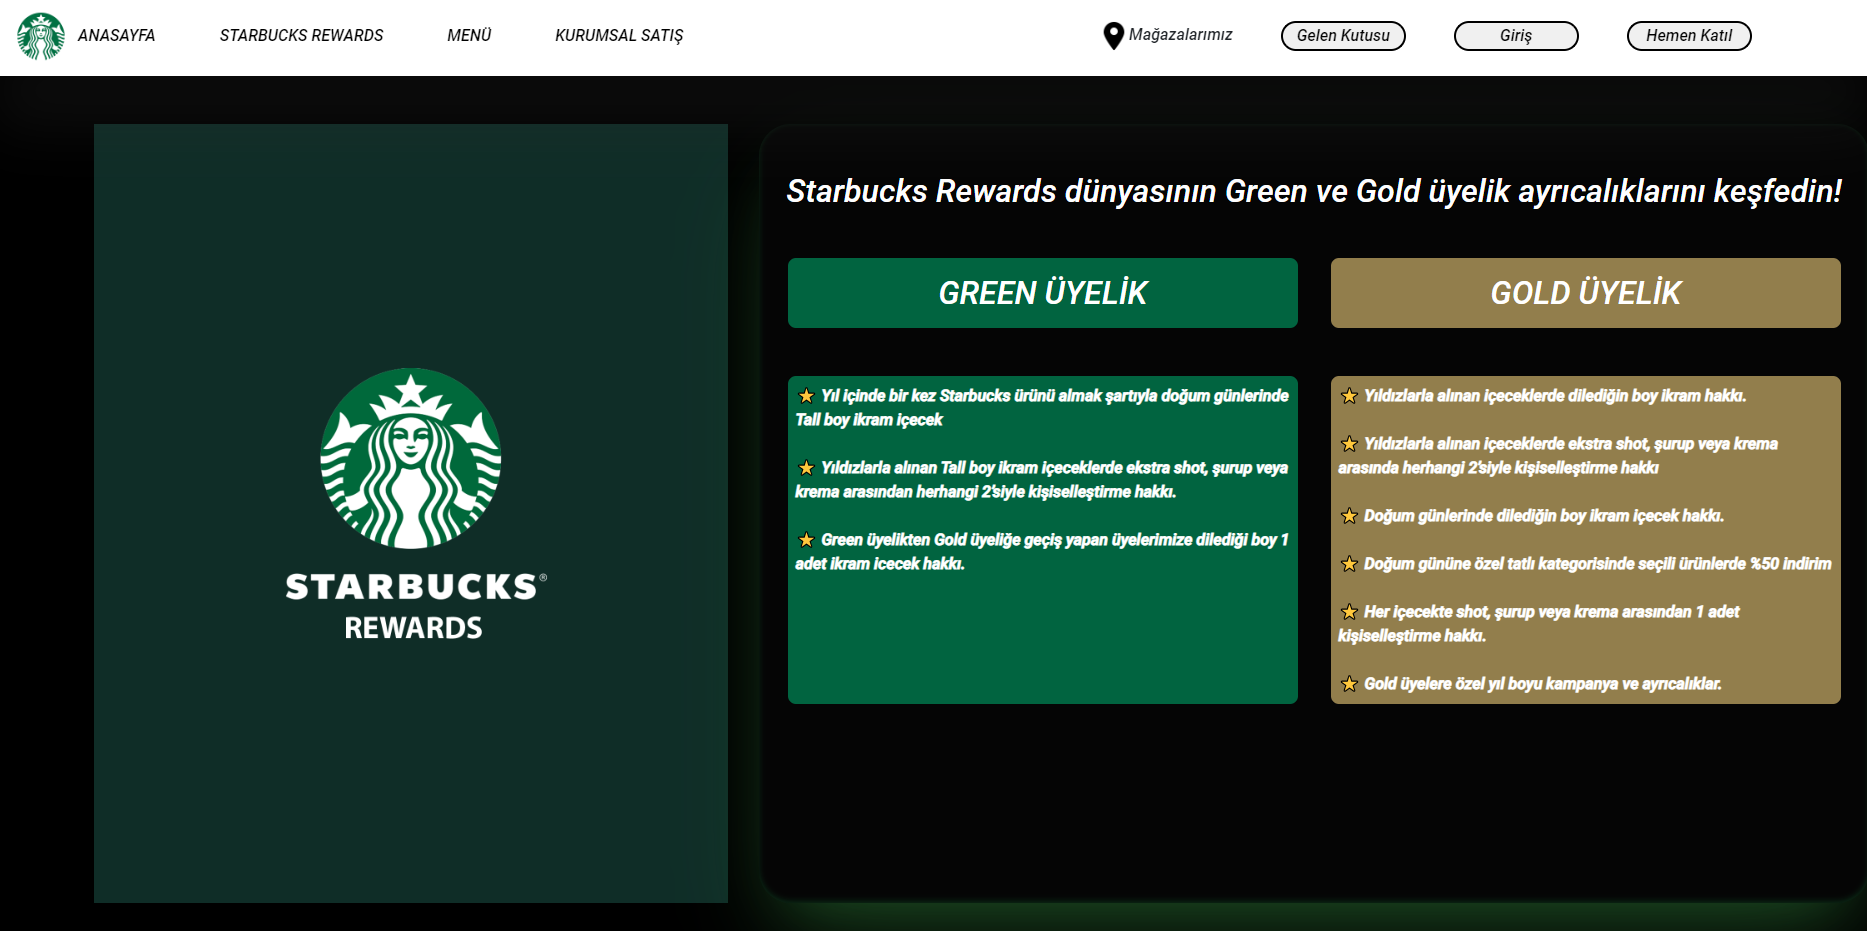 ANASAYFA STARBUCKS REWARDS MENÜ KURUMSAL SATIŞ Mağazalarımız Gelen Kutusu Giriş Hemen Katıl
STARBUCKS®
REWARDS
Starbucks Rewards dünyasının Green ve Gold üyelik ayrıcalıklarını keşfedin!
GREEN ÜYELİK
⭐ Yıl içinde bir kez Starbucks ürünü almak şartıyla doğum günlerinde
Tall boy ikram içecek
⭐ Yıldızlarla alınan Tall boy ikram içeceklerde ekstra shot, şurup veya
krema arasından herhangi 2'siyle kişiselleştirme hakkı.
⭐ Green üyelikten Gold üyeliğe geçiş yapan üyelerimize dilediği boy 1
adet ikram icecek hakkı.
GOLD ÜYELİK
⭐ Yıldızlarla alınan içeceklerde dilediğin boy ikram hakkı.
⭐ Yıldızlarla alınan içeceklerde ekstra shot, şurup veya krema
arasında herhangi 2'siyle kişiselleştirme hakkı
⭐ Doğum günlerinde dilediğin boy ikram içecek hakkı.
⭐ Doğum gününe özel tatlı kategorisinde seçili ürünlerde %50 indirim
⭐ Her içecekte shot, şurup veya krema arasından 1 adet
kişiselleştirme hakkı.
⭐ Gold üyelere özel yıl boyu kampanya ve ayrıcalıklar.